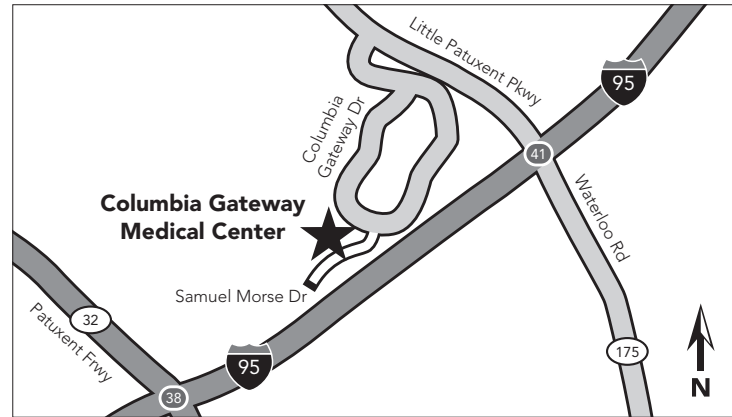 Little Patuxent Pkwy
95
Columbia
Gateway Dr
41
Columbia Gateway
Medical Center
Waterloo Rd
Samuel Morse Dr
32
Patuxent Frwy
95
175
38
N